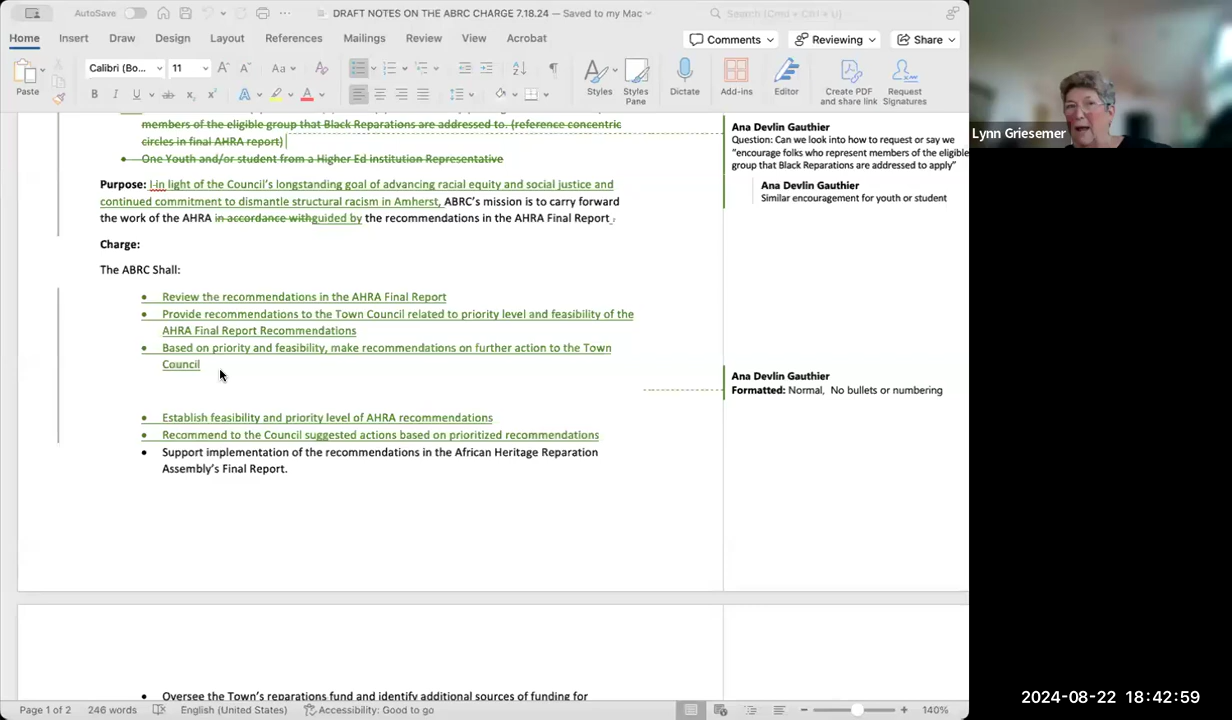 AutoSave
DRAFT NOTES ON THE ABRC CHARGE 7.18.24 — Saved to my Mac
Search (Cmd + Ctrl + U)
Home Insert Draw Design Layout References Mailings Review View Acrobat
Comments Reviewing Share
Paste
Calibri (Bo... 11
Styles
Styles Pane
Dictate
Add-ins
Editor
Create PDF and share link
Request Signatures
members of the eligible group that Black Reparations are addressed to. (reference concentric
circles in final AHRA report)
One Youth and/or student from a Higher Ed institution Representative
Purpose: I in light of the Council's longstanding goal of advancing racial equity and social justice and
continued commitment to dismantle structural racism in Amherst, ABRC's mission is to carry forward
the work of the AHRA in accordance withguided by the recommendations in the AHRA Final Report.
Charge:
The ABRC Shall:
• Review the recommendations in the AHRA Final Report
• Provide recommendations to the Town Council related to priority level and feasibility of the
AHRA Final Report Recommendations
• Based on priority and feasibility, make recommendations on further action to the Town
Council
• Establish feasibility and priority level of AHRA recommendations
• Recommend to the Council suggested actions based on prioritized recommendations
• Support implementation of the recommendations in the African Heritage Reparation
Assembly's Final Report.
• Oversee the Town's reparations fund and identify additional sources of funding for
Ana Devlin Gauthier
Question: Can we look into how to request or say we
"encourage folks who represent members of the eligible
group that Black Reparations are addressed to apply"
Ana Devlin Gauthier
Similar encouragement for youth or student
Ana Devlin Gauthier
Formatted: Normal, No bullets or numbering
Lynn Griesemer
Page 1 of 2 246 words English (United States) Accessibility: Good to go 140%
2024-08-22 18:42:59